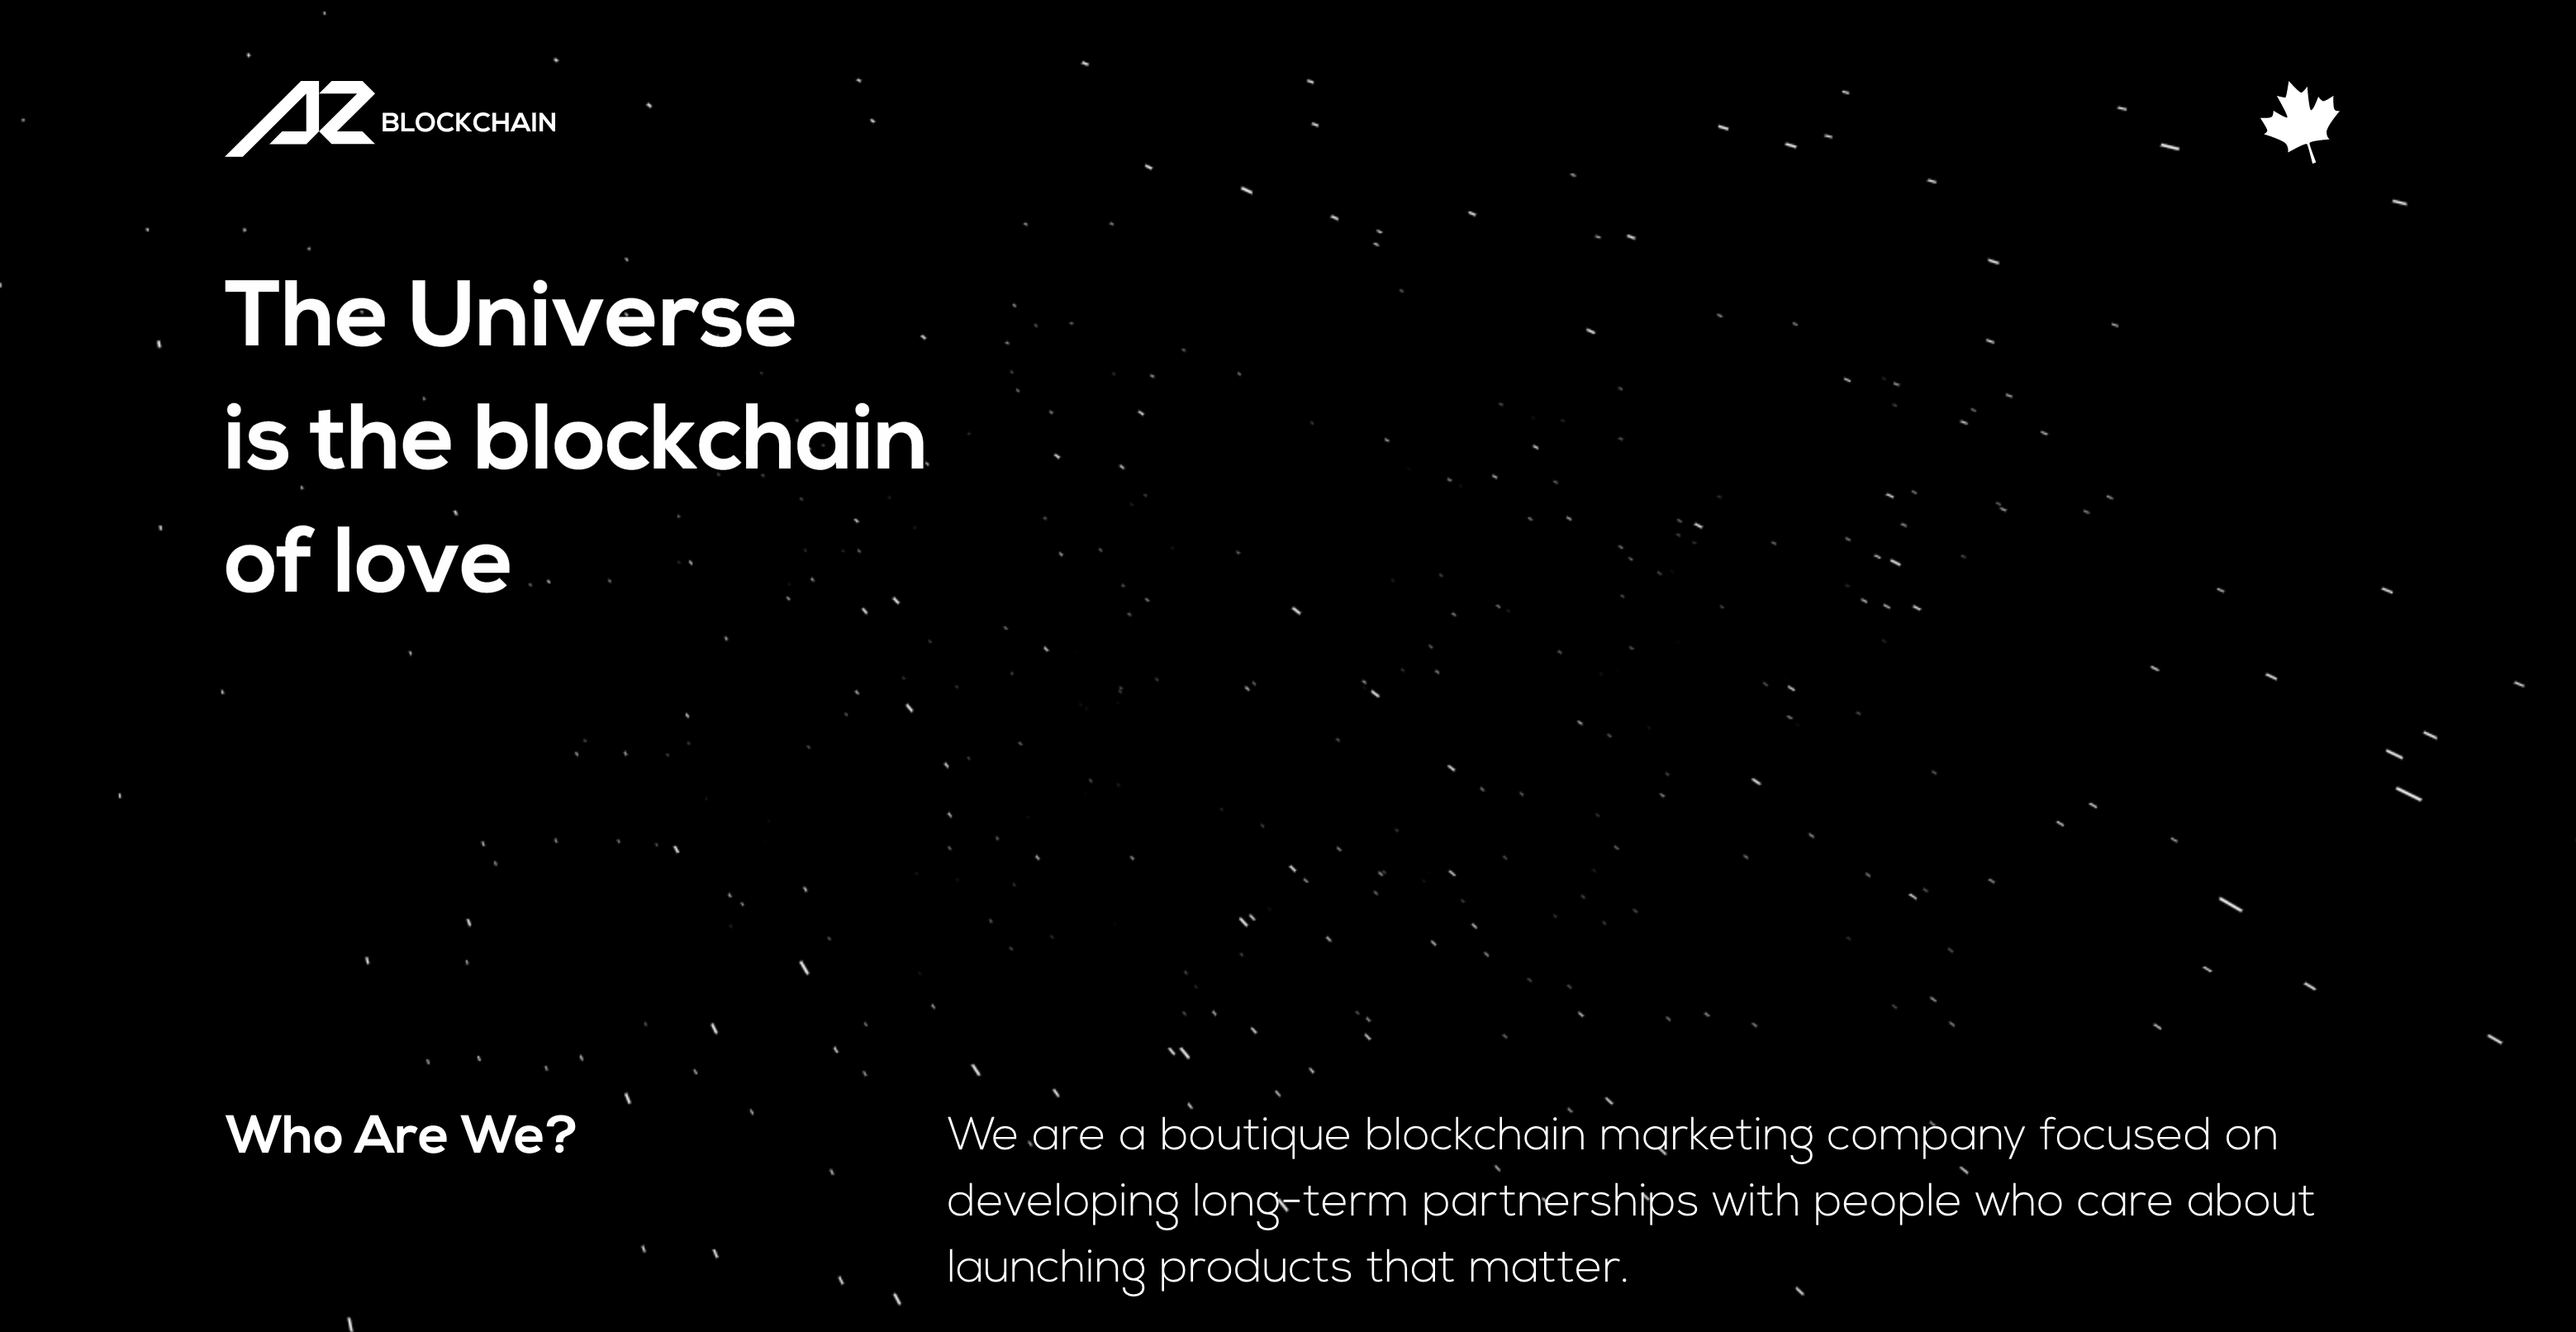 AZ BLOCKCHAIN
The Universe
is the blockchain
of love
Who Are We?
We are a boutique blockchain marketing company focused on
developing long-term partnerships with people who care about
launching products that matter.